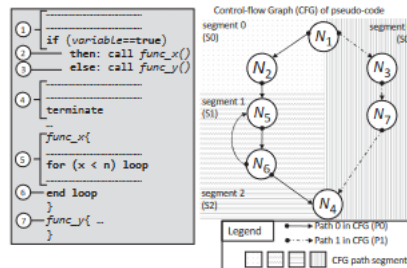 Control-flow Graph (CFG) of pseudo-code
1
if (variable==true)
2 then: call func_x()
3 else: call func_y()
4
terminate
…
func_x{
5
for (x < n) loop
6 end loop
}
7 func_y{ …
}
segment 0
(S0)
segment
(S0)
N1
N2
N3
segment 1
(S1)
N5
N7
N6
segment 2
(S2)
N4
Legend
Path 0 in CFG (P0)
Path 1 in CFG (P1)
CFG path segment